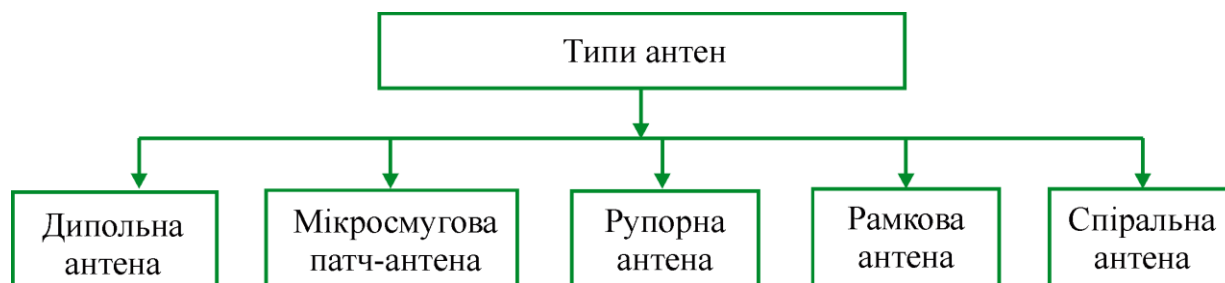 Типи антен
Дипольна
антена
Мікросмугова
патч-антена
Рупорна
антена
Рамкова
антена
Спіральна
антена